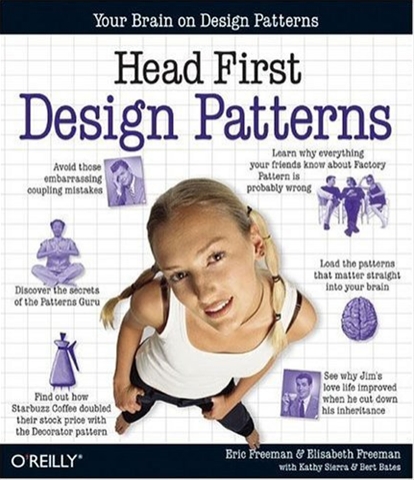 Your Brain on Design Patterns
Head First
Design Patterns
Avoid those
embarrassing
coupling mistakes
Learn why everything
your friends know about Factory
Pattern is
probably wrong
Discover the secrets
of the Patterns Guru
Load the patterns
that matter straight
into your brain
Find out how
Starbuzz Coffee doubled
their stock price with
the Decorator pattern
See why Jim's
love life improved
when he cut down
his inheritance
O'REILLY®
Eric Freeman & Elisabeth Freeman
with Kathy Sierra & Bert Bates